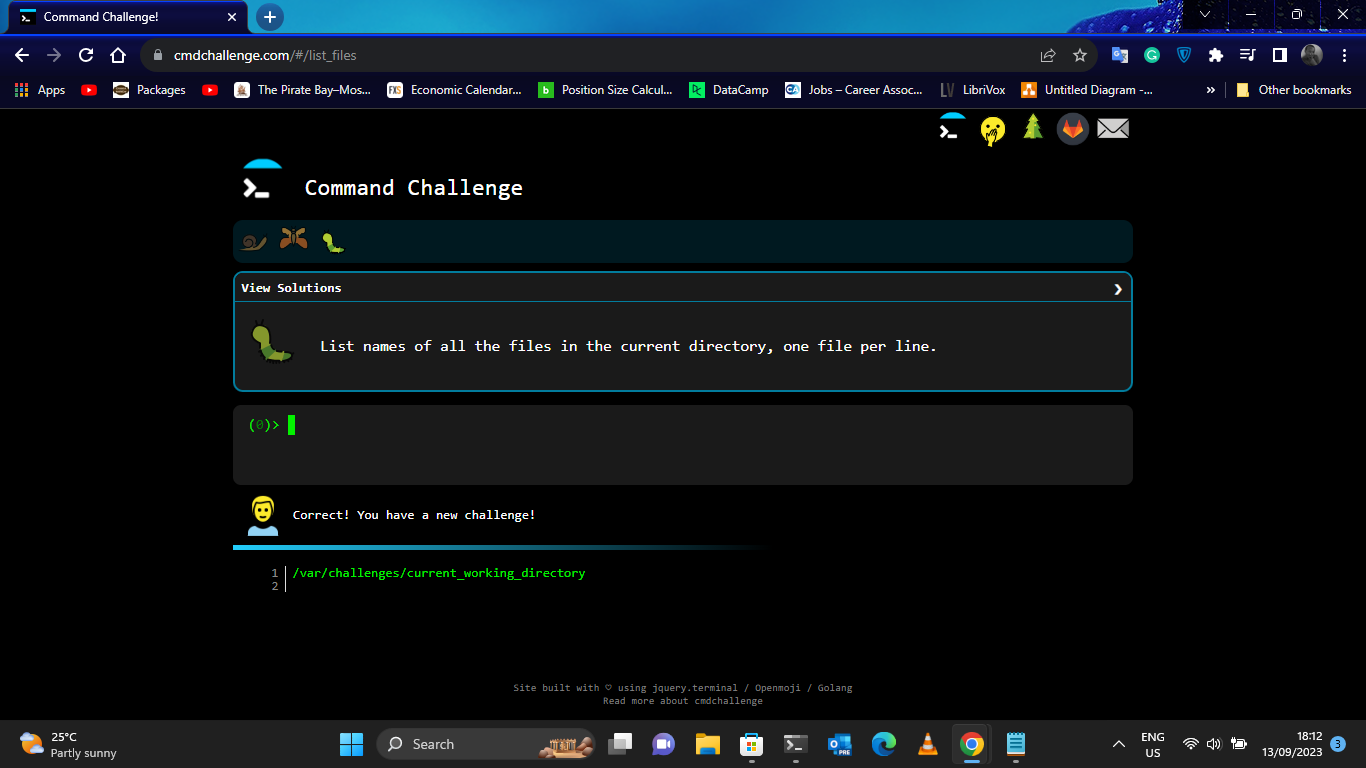 Command Challenge!
cmdchallenge.com/#/list_files
Apps
Packages
The Pirate Bay–Mos...
FXS
Economic Calendar...
b
Position Size Calcul...
DataCamp
CA
Jobs – Career Assoc...
LV
LibriVox
Untitled Diagram -...
»
Other bookmarks
Command Challenge
View Solutions
List names of all the files in the current directory, one file per line.
(0)>
Correct! You have a new challenge!
1 /var/challenges/current_working_directory
2
Site built with ♡ using jquery.terminal / Openmoji / Golang
Read more about cmdchallenge
25°C
Partly sunny
Search
PRE
ENG
US
18:12
13/09/2023
3